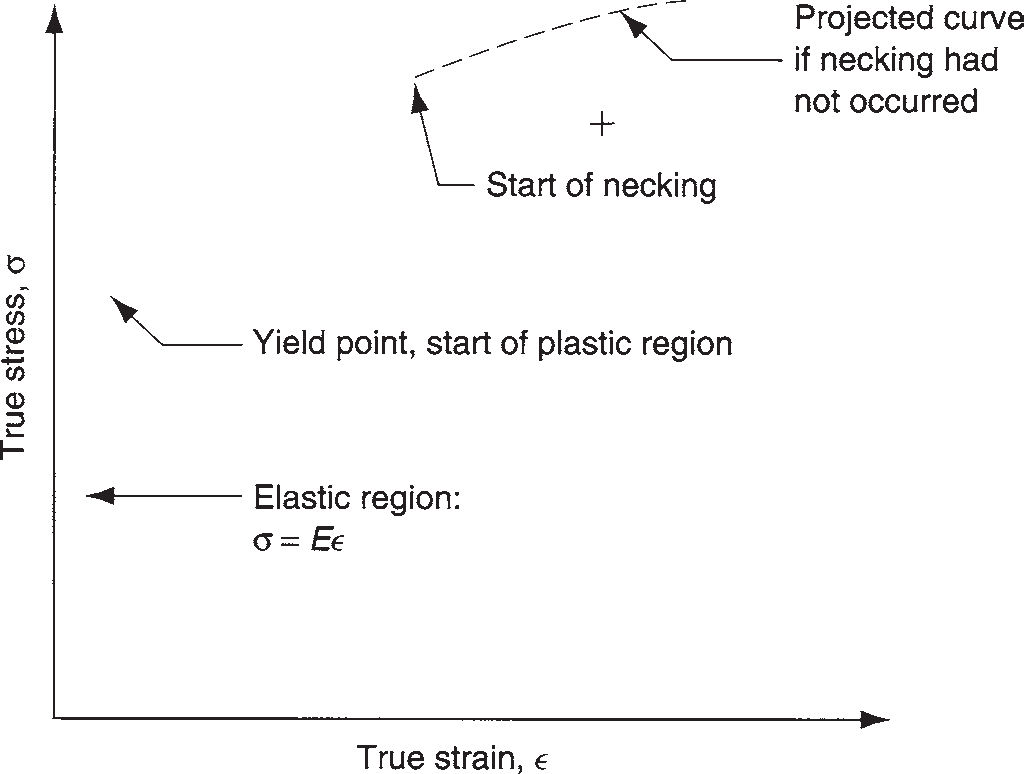 Projected curve
if necking had
not occurred
+
Start of necking
True stress, σ
Yield point, start of plastic region
Elastic region:
σ = Eϵ
True strain, ϵ